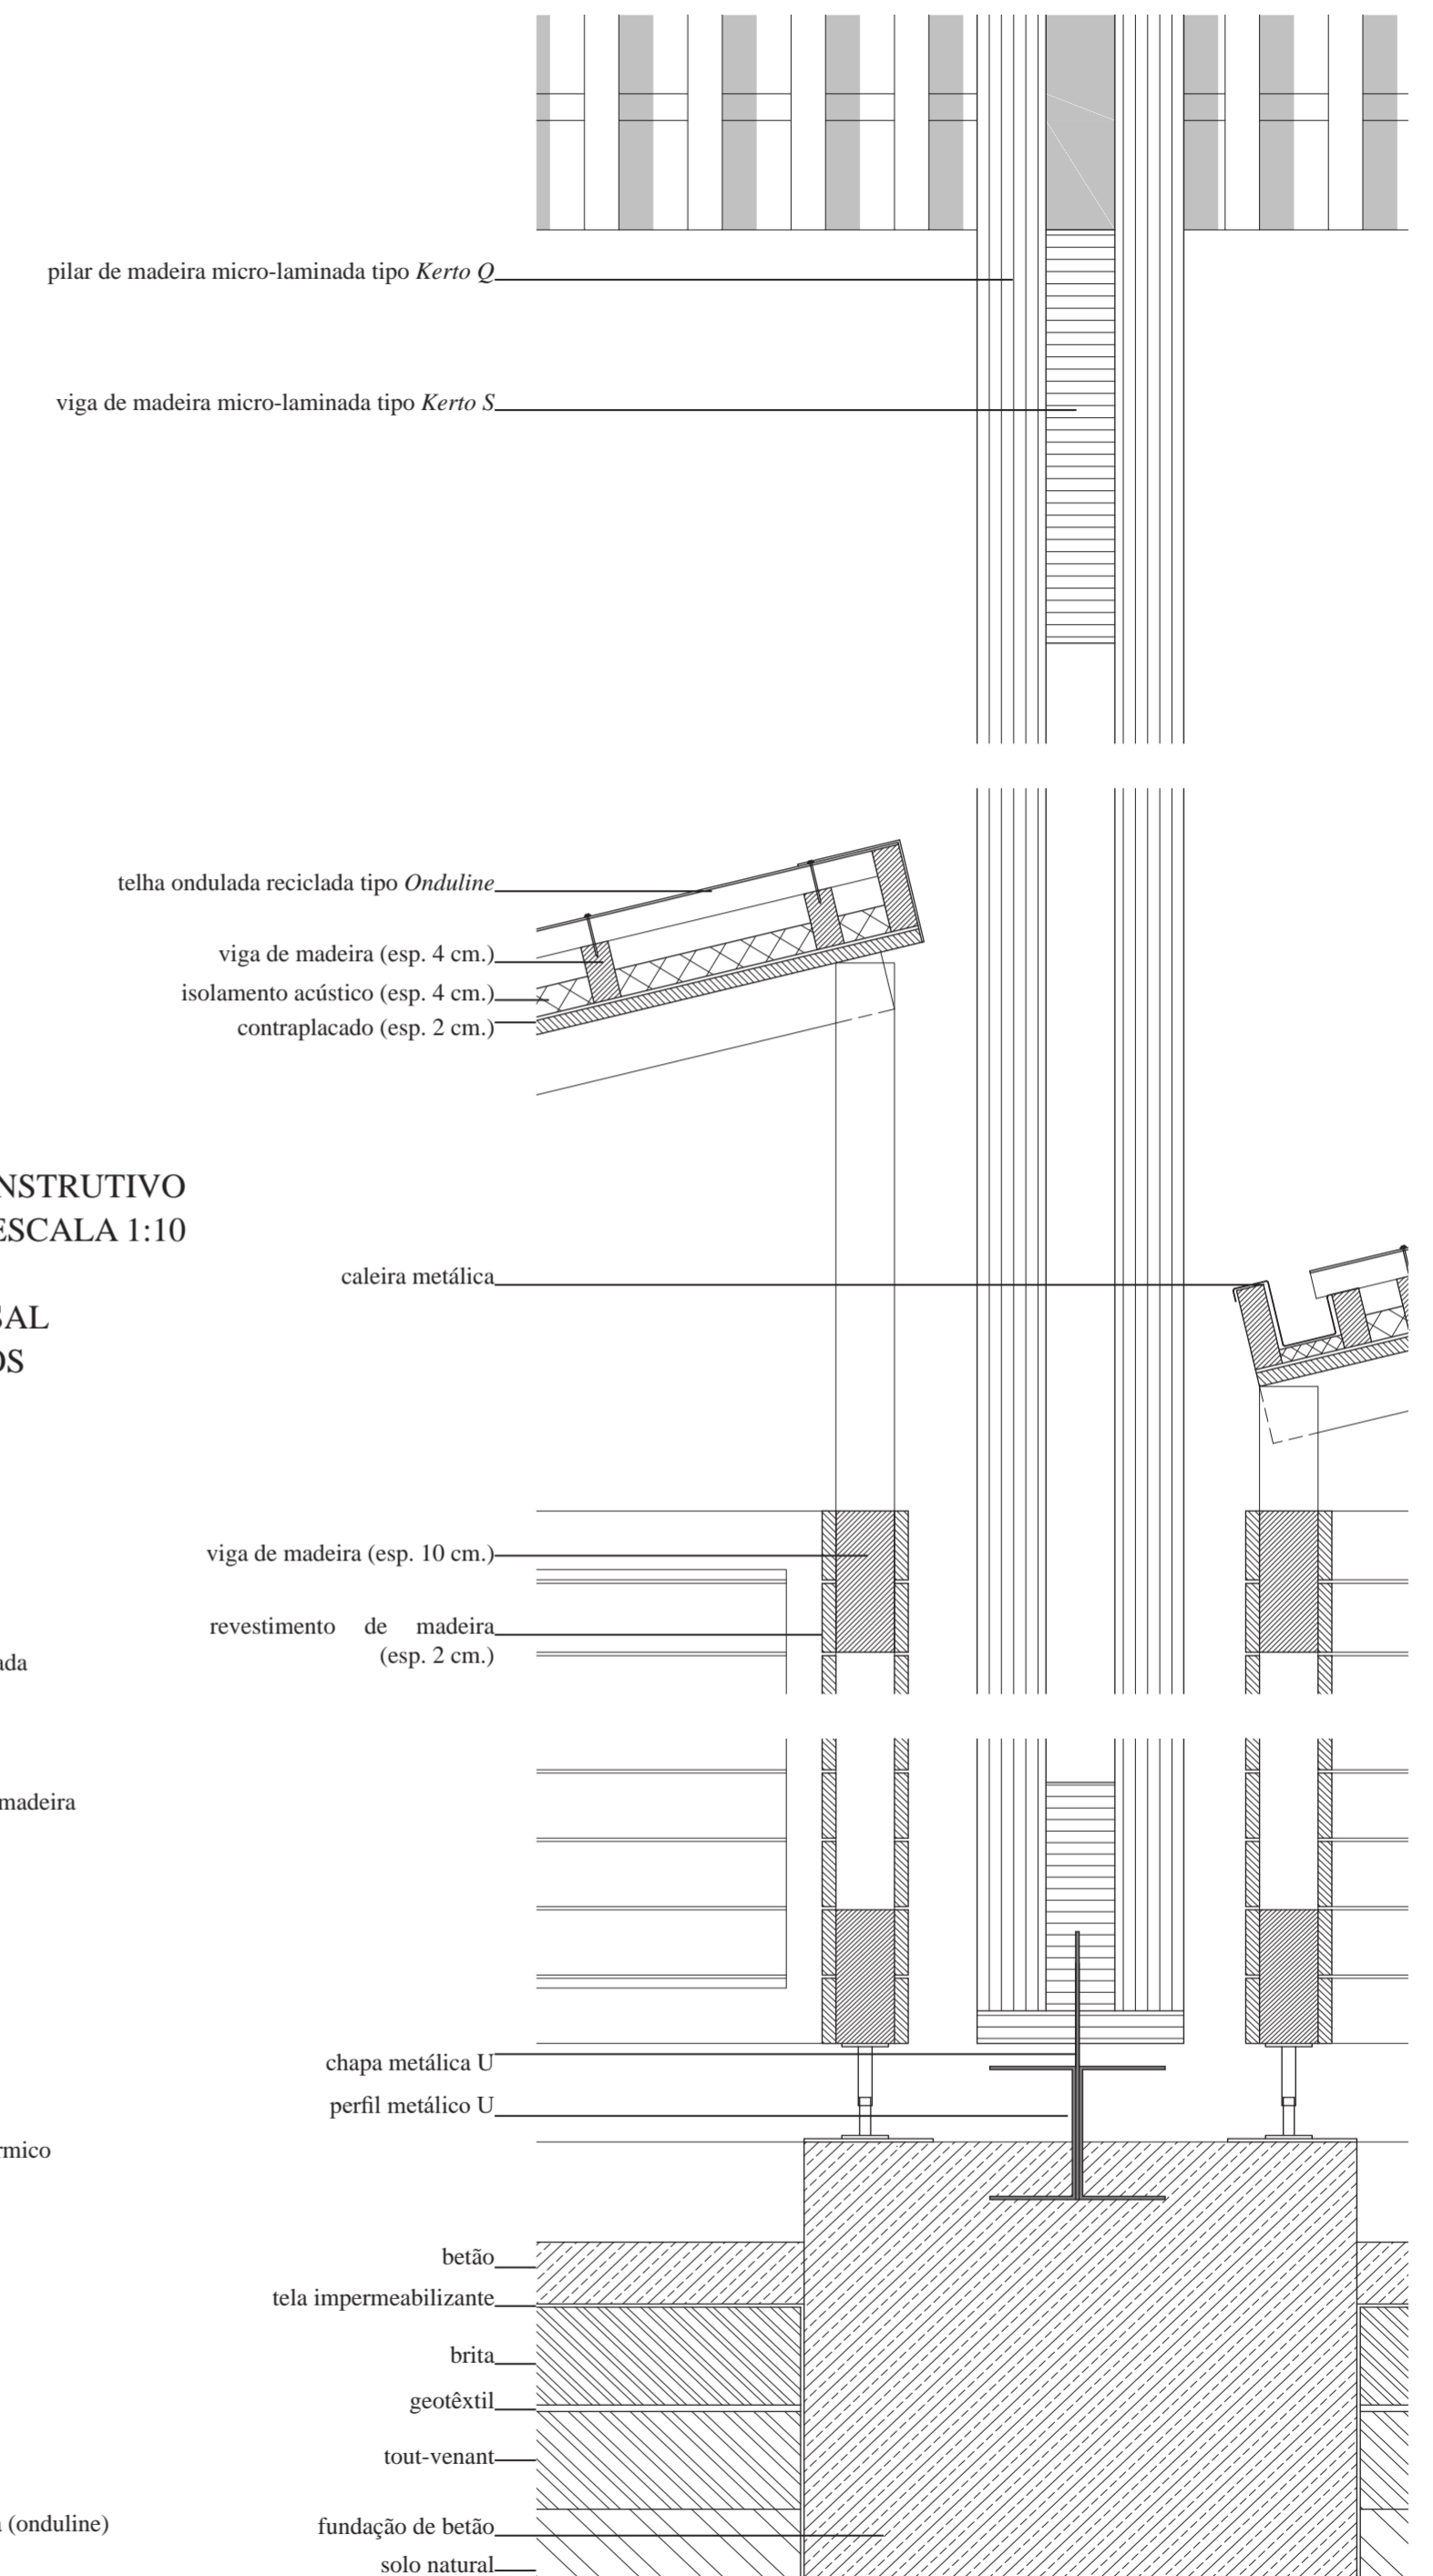 pilar de madeira micro-laminada tipo Kerto Q
viga de madeira micro-laminada tipo Kerto S
telha ondulada reciclada tipo Onduline
viga de madeira (esp. 4 cm.)
isolamento acústico (esp. 4 cm.)
contraplacado (esp. 2 cm.)
NSTRUTIVO
ESCALA 1:10
caleira metálica
SAL
OS
viga de madeira (esp. 10 cm.)
revestimento de madeira
(esp. 2 cm.)
ada
madeira
chapa metálica U
perfil metálico U
rmico
betão
tela impermeabilizante
brita
geotêxtil
tout-venant
(onduline)
fundação de betão
solo natural